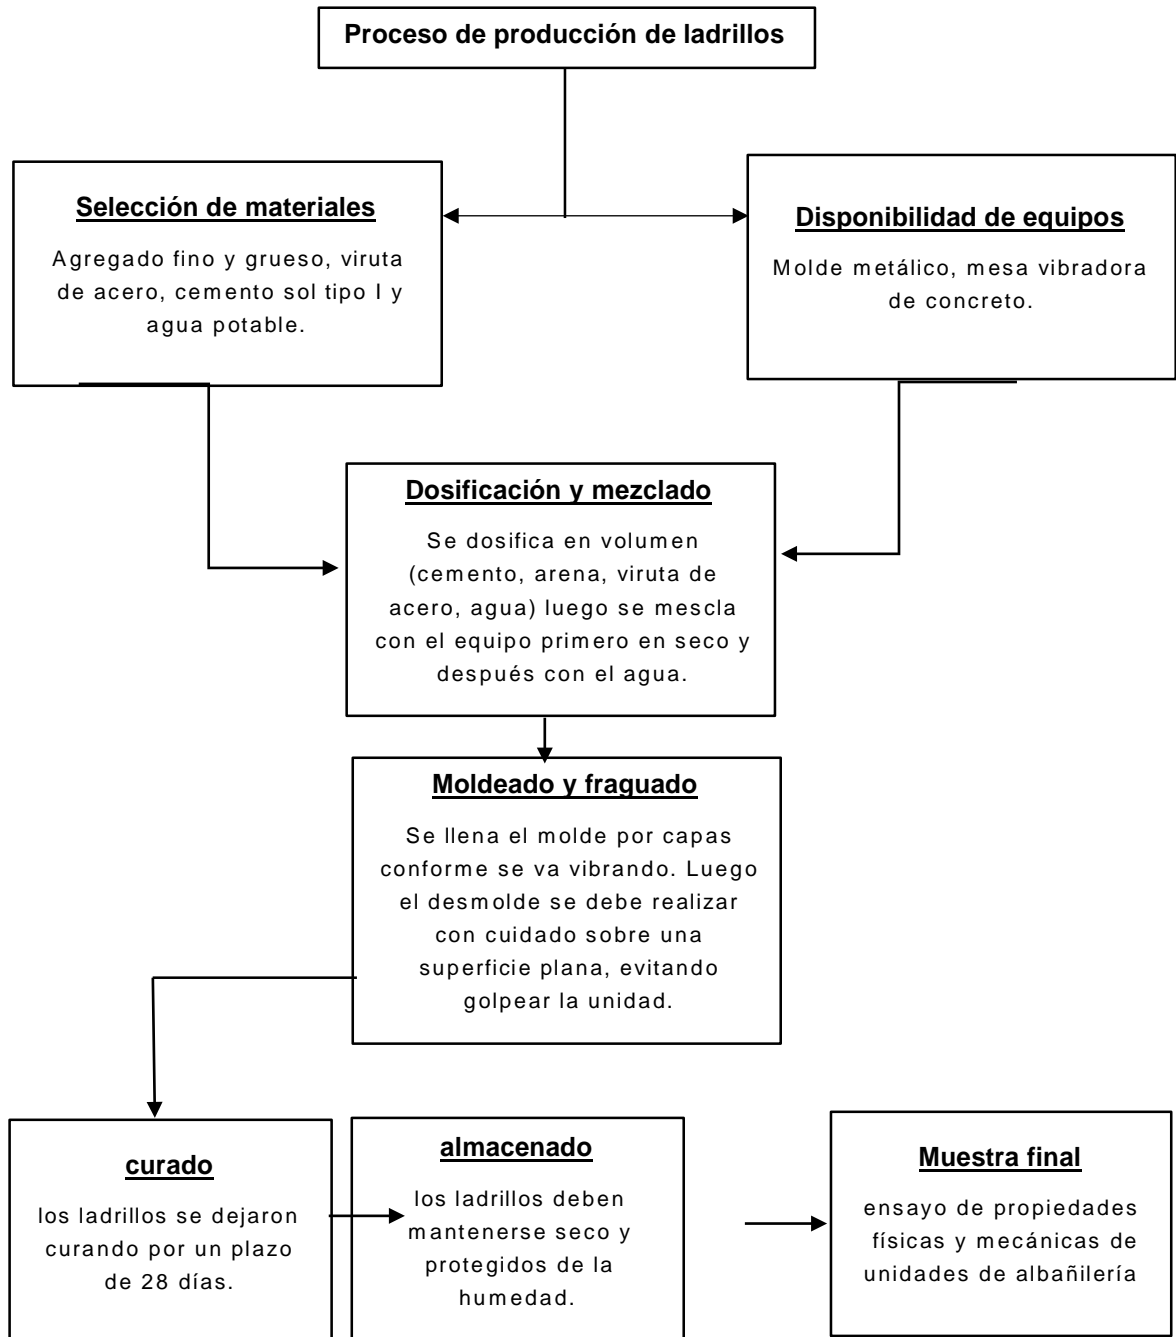 Proceso de producción de ladrillos
Selección de materiales
Agregado fino y grueso, viruta
de acero, cemento sol tipo I y
agua potable.
Disponibilidad de equipos
Molde metálico, mesa vibradora
de concreto.
Dosificación y mezclado
Se dosifica en volumen
(cemento, arena, viruta de
acero, agua) luego se mescla
con el equipo primero en seco y
después con el agua.
Moldeado y fraguado
Se llena el molde por capas
conforme se va vibrando. Luego
el desmolde se debe realizar
con cuidado sobre una
superficie plana, evitando
golpear la unidad.
curado
los ladrillos se dejaron
curando por un plazo
de 28 días.
almacenado
los ladrillos deben
mantenerse seco y
protegidos de la
humedad.
Muestra final
ensayo de propiedades
físicas y mecánicas de
unidades de albañilería